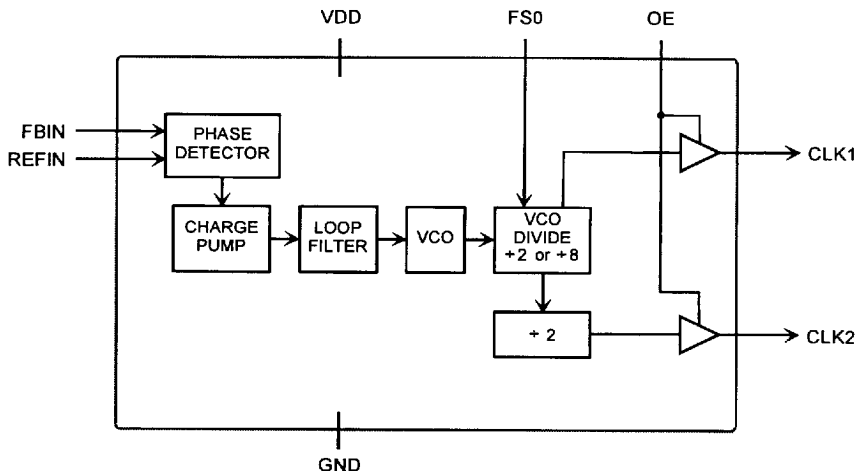 VDD
FS0
OE
FBIN
REFIN
PHASE
DETECTOR
CLK1
CHARGE
PUMP
LOOP
FILTER
VCO
VCO
DIVIDE
÷2 or ÷8
÷ 2
CLK2
GND